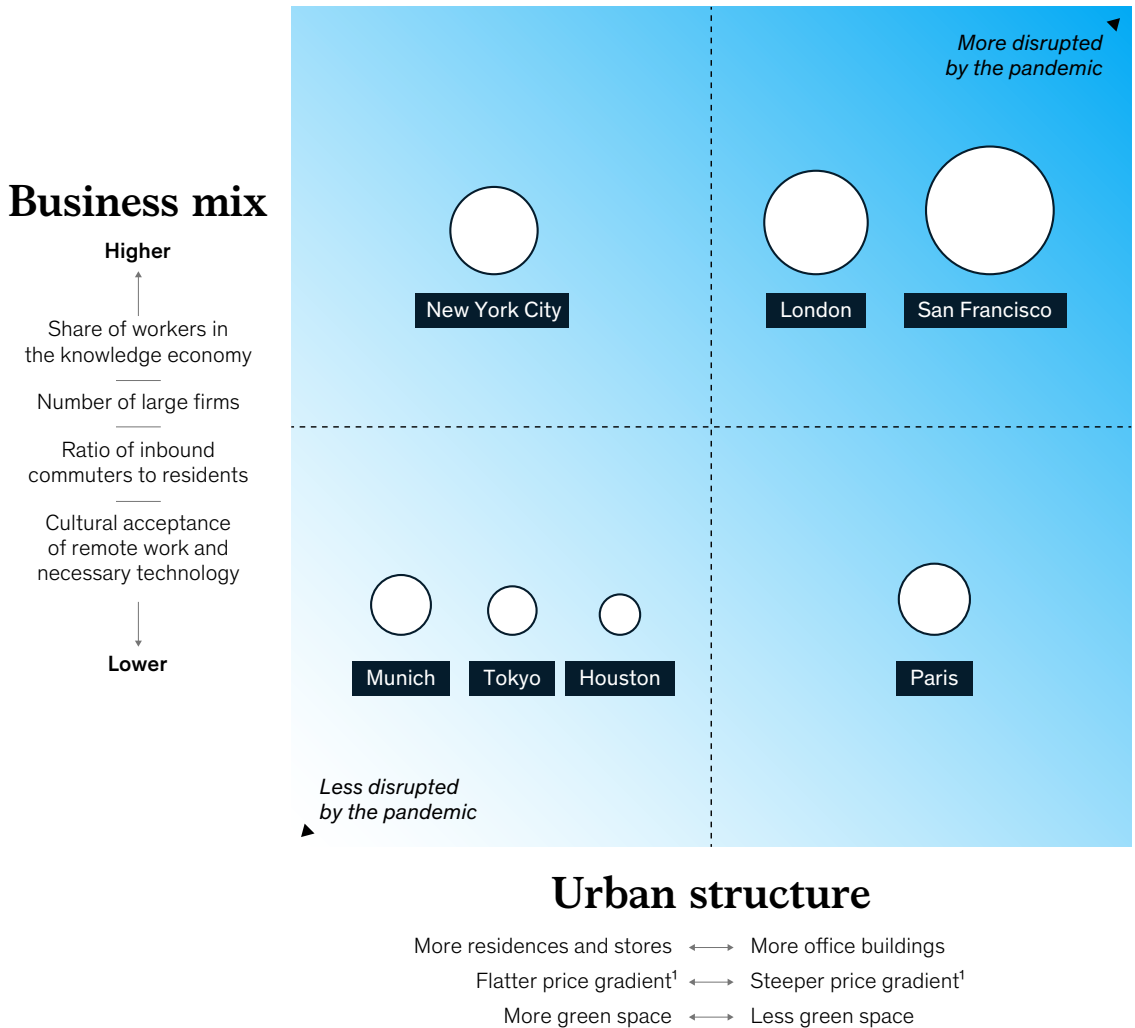 More disrupted
by the pandemic
Business mix
Higher
Share of workers in
the knowledge economy
Number of large firms
Ratio of inbound
commuters to residents
Cultural acceptance
of remote work and
necessary technology
Lower
New York City
London
San Francisco
Munich
Tokyo
Houston
Paris
Less disrupted
by the pandemic
Urban structure
More residences and stores
More office buildings
Flatter price gradient¹
Steeper price gradient¹
More green space
Less green space